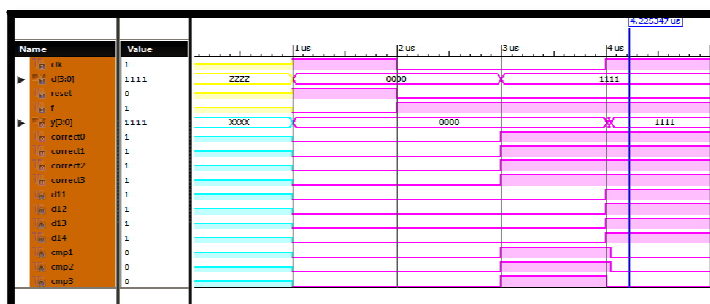 4.225347 us
Name Value 1 us 2 us 3 us 4 us
clk 1
d[3:0] 1111 ZZZZ 0000 1111
reset 0
f 1
y[3:0] 1111 XXXX 0000 1111
correct0 1
correct1 1
correct2 1
correct3 1
d11 1
d12 1
d13 1
d14 1
cmp1 0
cmp2 0
cmp3 0